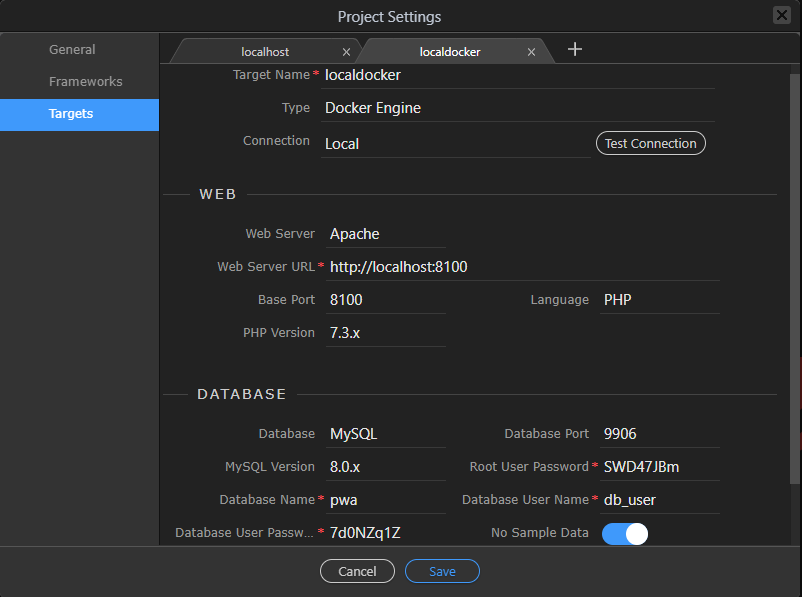 Project Settings
General
Frameworks
Targets
localhost
localdocker
Target Name * localdocker
Type Docker Engine
Connection Local Test Connection
WEB
Web Server Apache
Web Server URL * http://localhost:8100
Base Port 8100 Language PHP
PHP Version 7.3.x
DATABASE
Database MySQL Database Port 9906
MySQL Version 8.0.x Root User Password * SWD47JBm
Database Name * pwa Database User Name * db_user
Database User Passw... * 7d0NZq1Z No Sample Data
Cancel Save